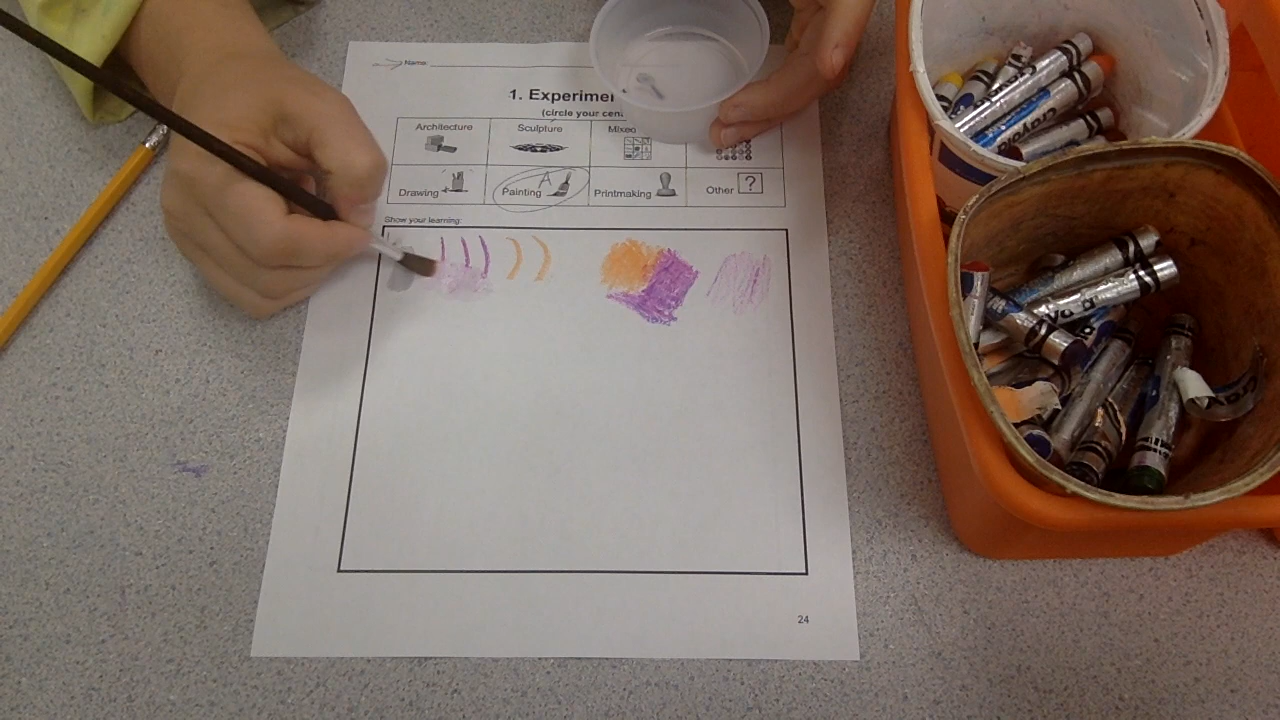 Name:
1. Experimen
(circle your cen
Architecture Sculpture Mixed
Drawing Painting Printmaking Other ?
Show your learning:
24
Crayola